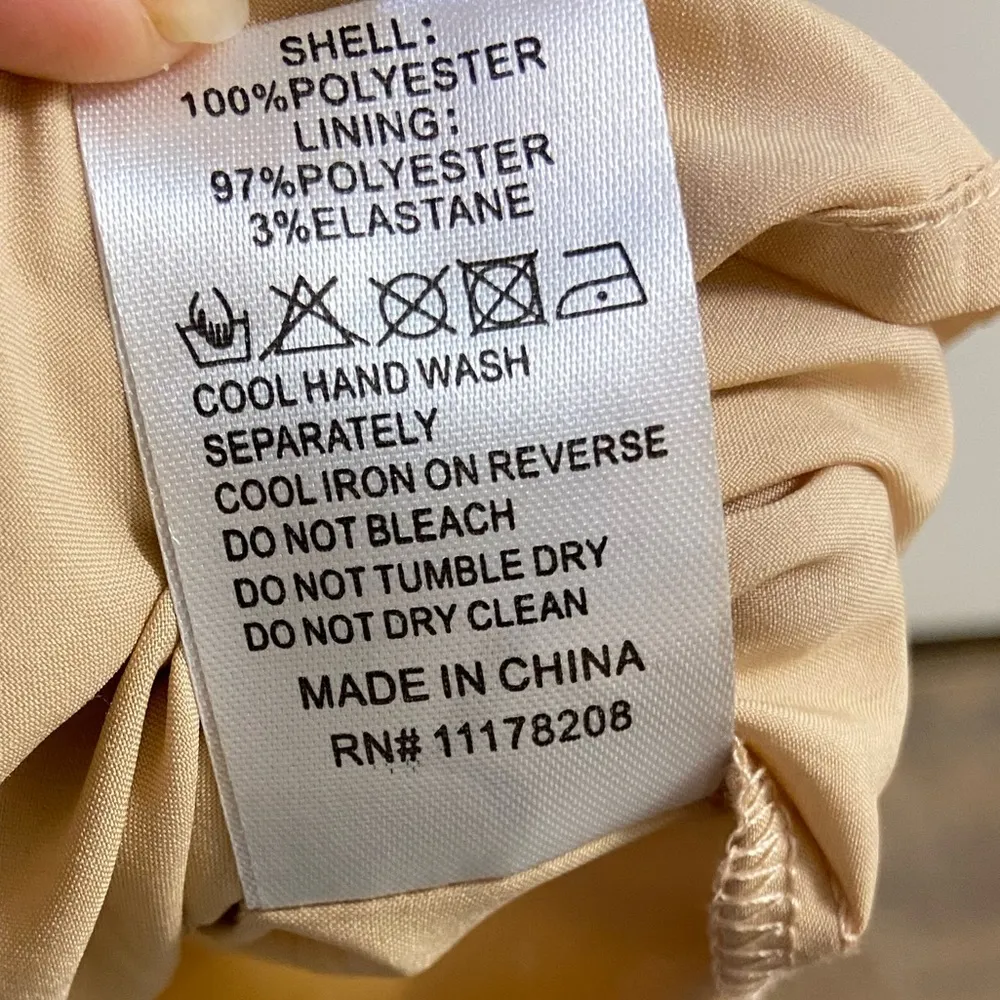 SHELL:
100%POLYESTER
LINING:
97%POLYESTER
3%ELASTANE
COOL HAND WASH
SEPARATELY
COOL IRON ON REVERSE
DO NOT BLEACH
DO NOT TUMBLE DRY
DO NOT DRY CLEAN
MADE IN CHINA
RN# 11178208